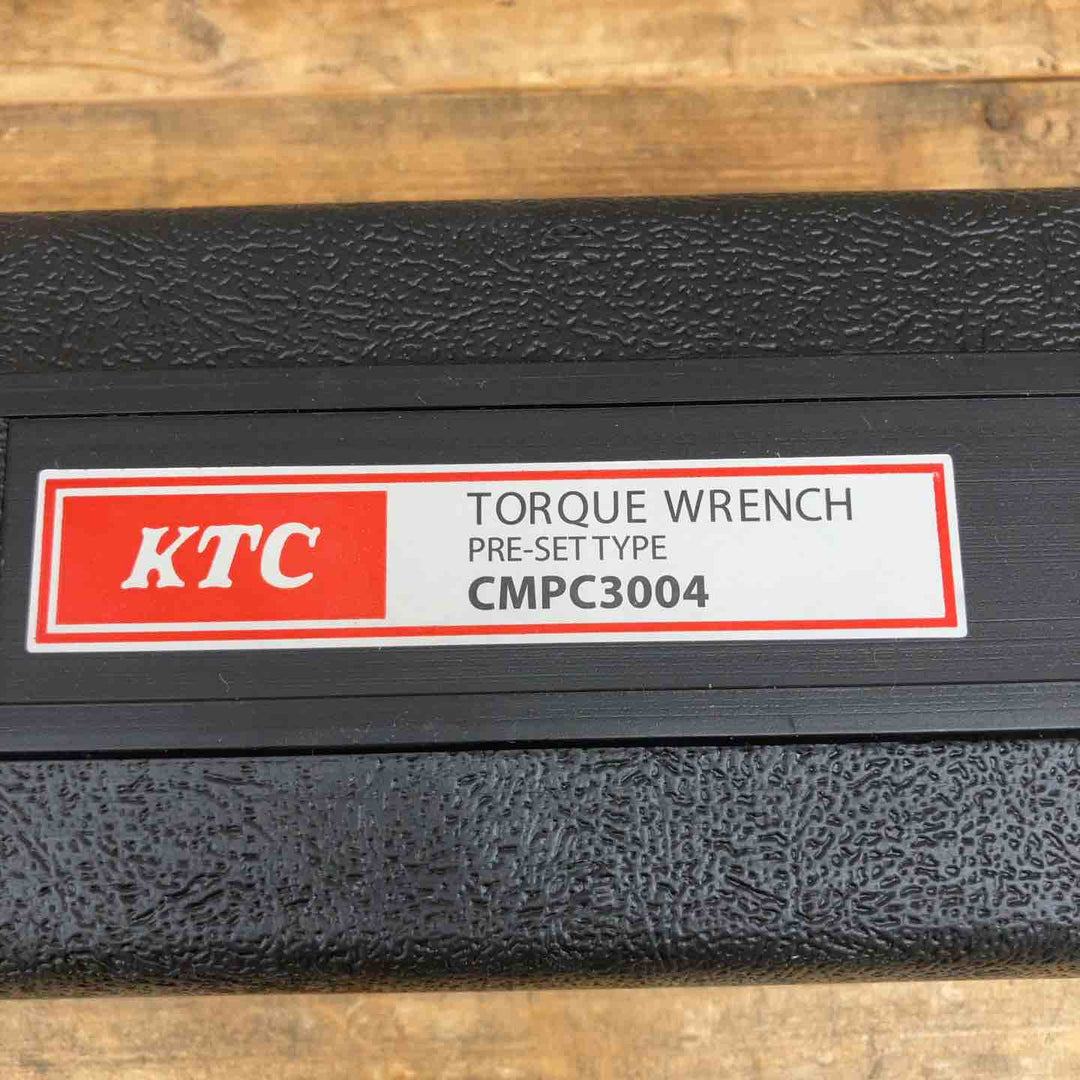 KTC
TORQUE WRENCH
PRE-SET TYPE
CMPC3004